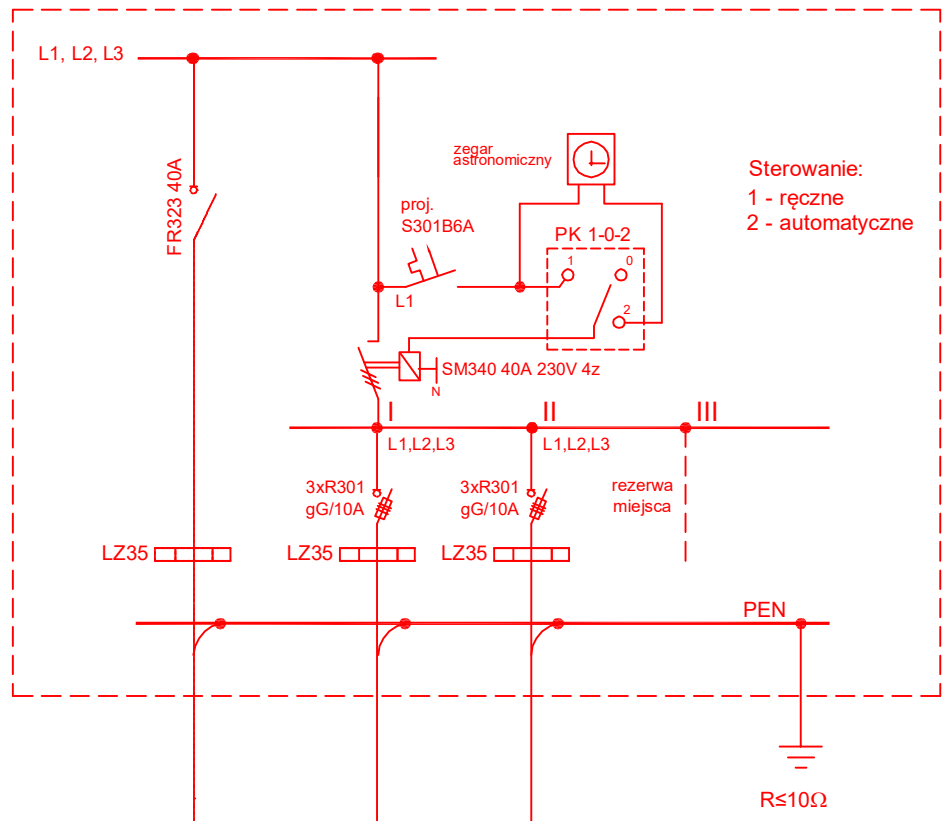 L1, L2, L3
FR323 40A
zegar
astronomiczny
Sterowanie:
1 - ręczne
2 - automatyczne
proj.
S301B6A
PK 1-0-2
1
0
2
L1
SM340 40A 230V 4z
N
I
II
III
L1,L2,L3
L1,L2,L3
3xR301
gG/10A
3xR301
gG/10A
rezerwa
miejsca
LZ35
LZ35
LZ35
PEN
R≤10Ω